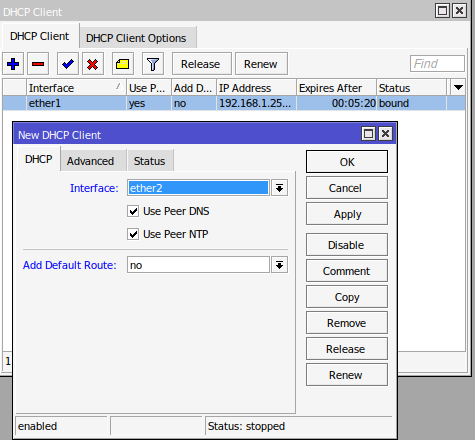 DHCP Client
DHCP Client
DHCP Client Options
Release
Renew
Find
Interface
Use P...
Add D...
IP Address
Expires After
Status
ether1
yes
no
192.168.1.25...
00:05:20
bound
New DHCP Client
DHCP
Advanced
Status
Interface:
ether2
Use Peer DNS
Use Peer NTP
Add Default Route:
no
OK
Cancel
Apply
Disable
Comment
Copy
Remove
Release
Renew
1
enabled
Status: stopped